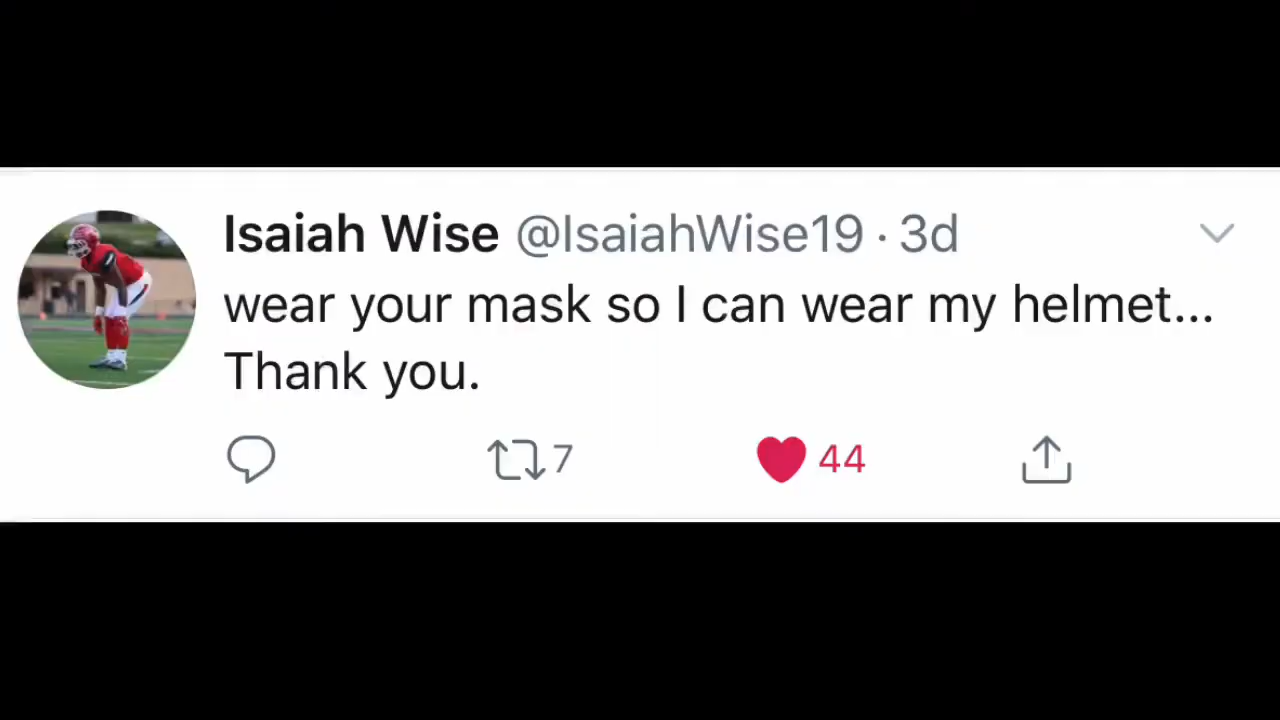 Isaiah Wise @IsaiahWise19 · 3d
wear your mask so I can wear my helmet...
Thank you.
7 44